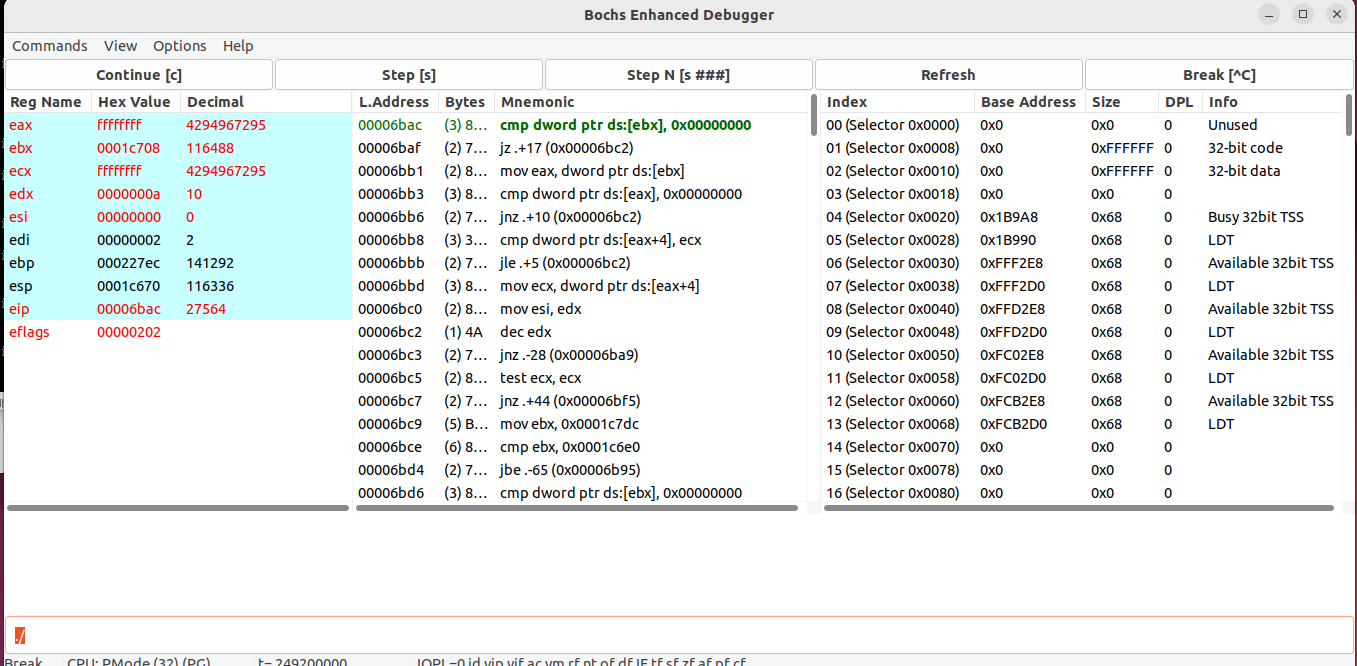 Bochs Enhanced Debugger
Commands View Options Help
Continue [c] Step [s] Step N [s ###] Refresh Break [^C]
Reg Name Hex Value Decimal L.Address Bytes Mnemonic Index Base Address Size DPL Info
eax ffffffff 4294967295 00006bac (3) 8... cmp dword ptr ds:[ebx], 0x00000000 00 (Selector 0x0000) 0x0 0x0 0 Unused
ebx 0001c708 116488 00006baf (2) 7... jz .+17 (0x00006bc2) 01 (Selector 0x0008) 0x0 0xFFFFFF 0 32-bit code
ecx ffffffff 4294967295 00006bb1 (2) 8... mov eax, dword ptr ds:[ebx] 02 (Selector 0x0010) 0x0 0xFFFFFF 0 32-bit data
edx 0000000a 10 00006bb3 (3) 8... cmp dword ptr ds:[eax], 0x00000000 03 (Selector 0x0018) 0x0 0x0 0
esi 00000000 0 00006bb6 (2) 7... jnz .+10 (0x00006bc2) 04 (Selector 0x0020) 0x1B9A8 0x68 0 Busy 32bit TSS
edi 00000002 2 00006bb8 (3) 3... cmp dword ptr ds:[eax+4], ecx 05 (Selector 0x0028) 0x1B990 0x68 0 LDT
ebp 000227ec 141292 00006bbb (2) 7... jle .+5 (0x00006bc2) 06 (Selector 0x0030) 0xFFF2E8 0x68 0 Available 32bit TSS
esp 0001c670 116336 00006bbd (3) 8... mov ecx, dword ptr ds:[eax+4] 07 (Selector 0x0038) 0xFFF2D0 0x68 0 LDT
eip 00006bac 27564 00006bc0 (2) 8... mov esi, edx 08 (Selector 0x0040) 0xFFD2E8 0x68 0 Available 32bit TSS
eflags 00000202 00006bc2 (1) 4A dec edx 09 (Selector 0x0048) 0xFFD2D0 0x68 0 LDT
00006bc3 (2) 7... jnz .-28 (0x00006ba9) 10 (Selector 0x0050) 0xFC02E8 0x68 0 Available 32bit TSS
00006bc5 (2) 8... test ecx, ecx 11 (Selector 0x0058) 0xFC02D0 0x68 0 LDT
00006bc7 (2) 7... jnz .+44 (0x00006bf5) 12 (Selector 0x0060) 0xFCB2E8 0x68 0 Available 32bit TSS
00006bc9 (5) B... mov ebx, 0x0001c7dc 13 (Selector 0x0068) 0xFCB2D0 0x68 0 LDT
00006bce (6) 8... cmp ebx, 0x0001c6e0 14 (Selector 0x0070) 0x0 0x0 0
00006bd4 (2) 7... jbe .-65 (0x00006b95) 15 (Selector 0x0078) 0x0 0x0 0
00006bd6 (3) 8... cmp dword ptr ds:[ebx], 0x00000000 16 (Selector 0x0080) 0x0 0x0 0
./
Break CPU: PMode (32) (PG) t= 249200000 IOPL=0 id vip vif ac vm rf nt of df IF tf sf zf af pf cf